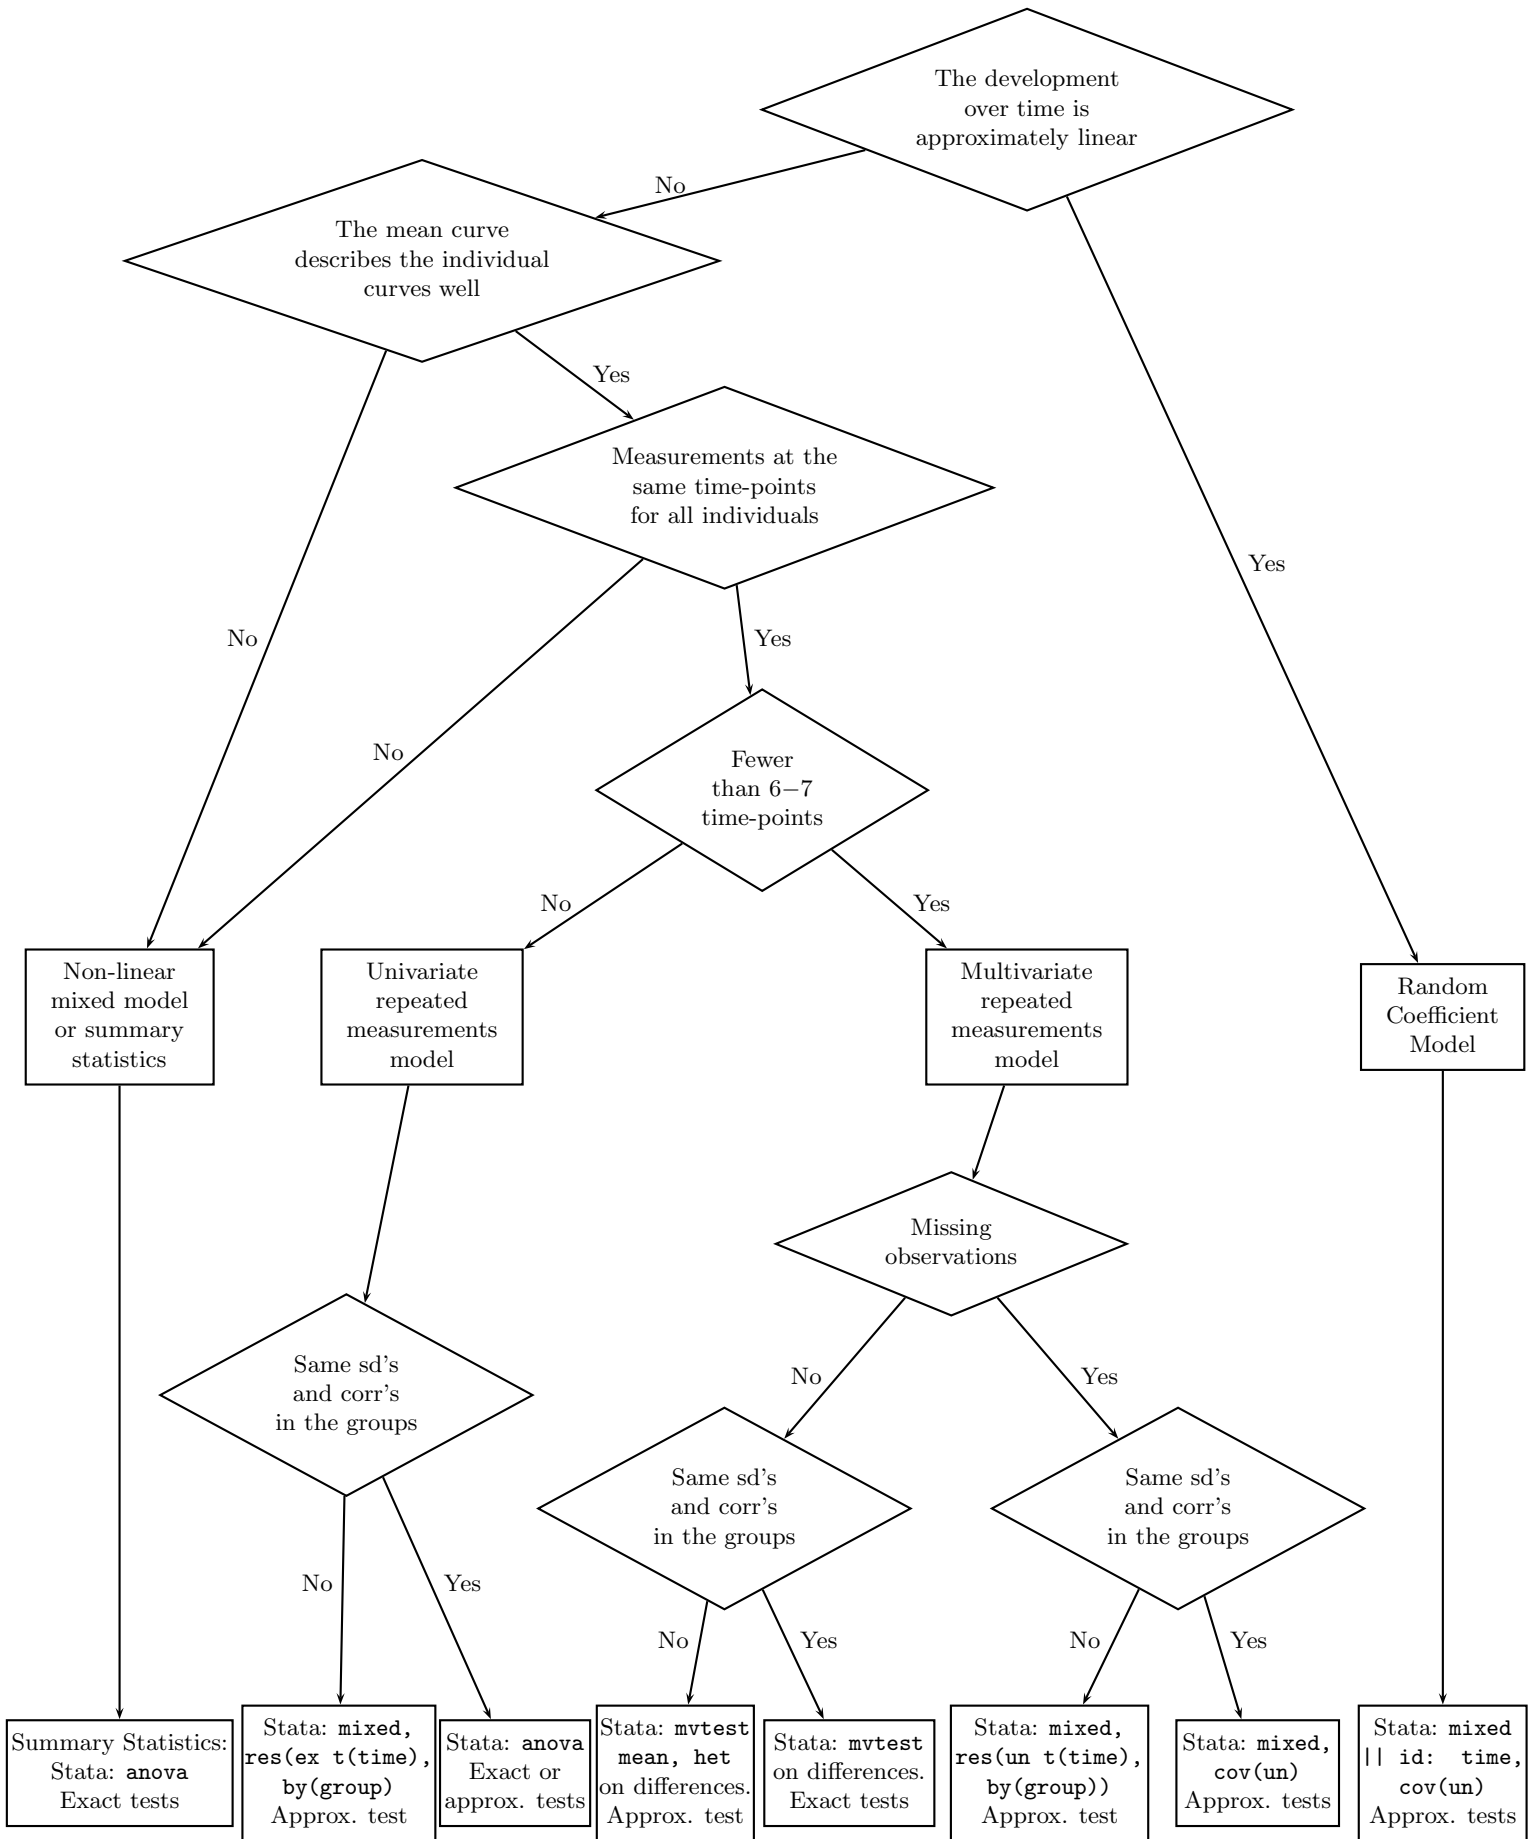 The development
over time is
approximately linear
No
The mean curve
describes the individual
curves well
Yes
Measurements at the
same time-points
for all individuals
Yes
No
Yes
No
Fewer
than 6−7
time-points
No
Yes
Non-linear
mixed model
or summary
statistics
Univariate
repeated
measurements
model
Multivariate
repeated
measurements
model
Random
Coefficient
Model
Missing
observations
Same sd's
and corr's
in the groups
No
Yes
Same sd's
and corr's
in the groups
Same sd's
and corr's
in the groups
No
Yes
No
Yes
No
Yes
Summary Statistics:
Stata: anova
Exact tests
Stata: mixed,
res(ex t(time),
by(group)
Approx. test
Stata: anova
Exact or
approx. tests
Stata: mvtest
mean, het
on differences.
Approx. test
Stata: mvtest
on differences.
Exact tests
Stata: mixed,
res(un t(time),
by(group))
Approx. test
Stata: mixed,
cov(un)
Approx. tests
Stata: mixed
|| id: time,
cov(un)
Approx. tests